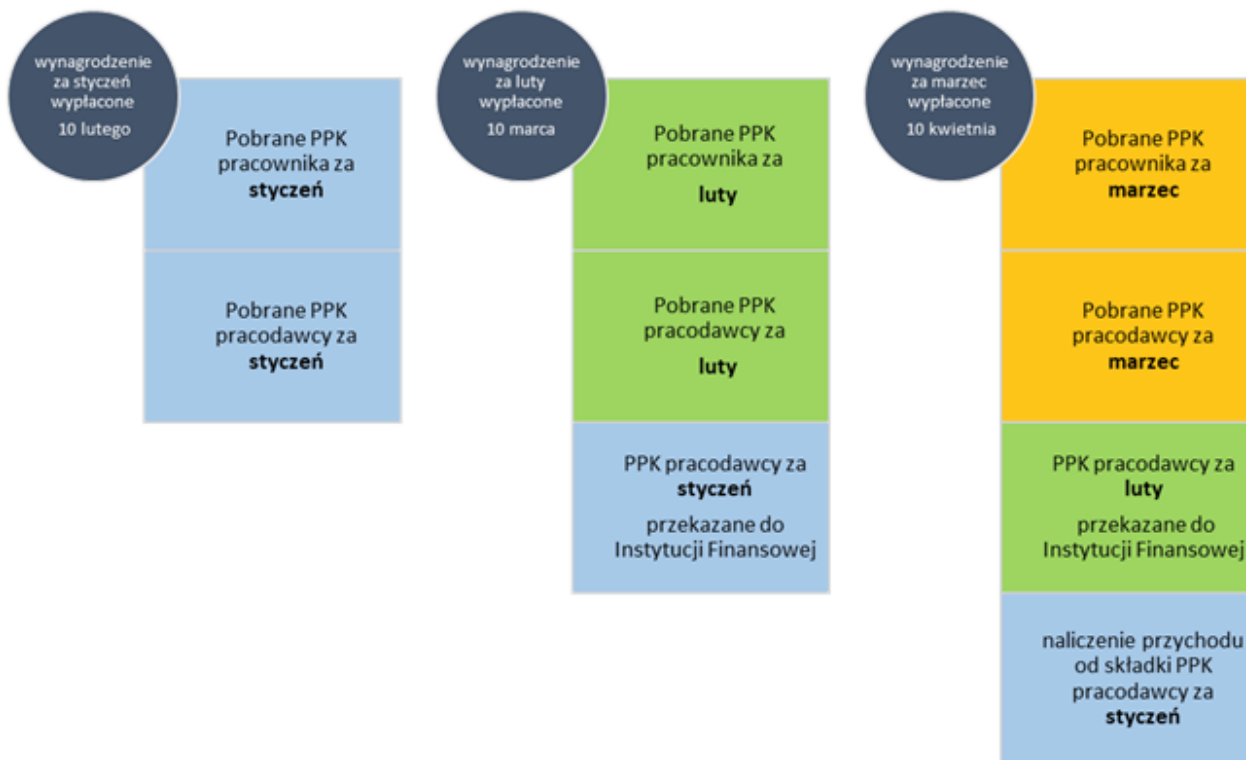 wynagrodzenie
za styczeń
wypłacone
10 lutego
Pobrane PPK
pracownika za
styczeń
Pobrane PPK
pracodawcy za
styczeń
wynagrodzenie
za luty
wypłacone
10 marca
Pobrane PPK
pracownika za
luty
Pobrane PPK
pracodawcy za
luty
PPK pracodawcy za
styczeń
przekazane do
Instytucji Finansowej
wynagrodzenie
za marzec
wypłacone
10 kwietnia
Pobrane PPK
pracownika za
marzec
Pobrane PPK
pracodawcy za
marzec
PPK pracodawcy za
luty
przekazane do
Instytucji Finansowej
naliczenie przychodu
od składki PPK
pracodawcy za
styczeń